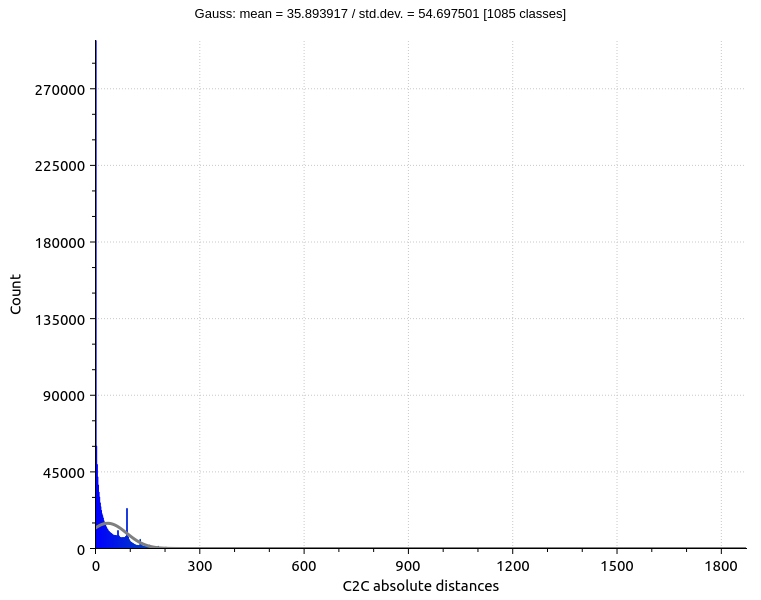 Gauss: mean = 35.893917 / std.dev. = 54.697501 [1085 classes]
270000
225000
180000
135000
90000
45000
0
Count
0 300 600 900 1200 1500 1800
C2C absolute distances